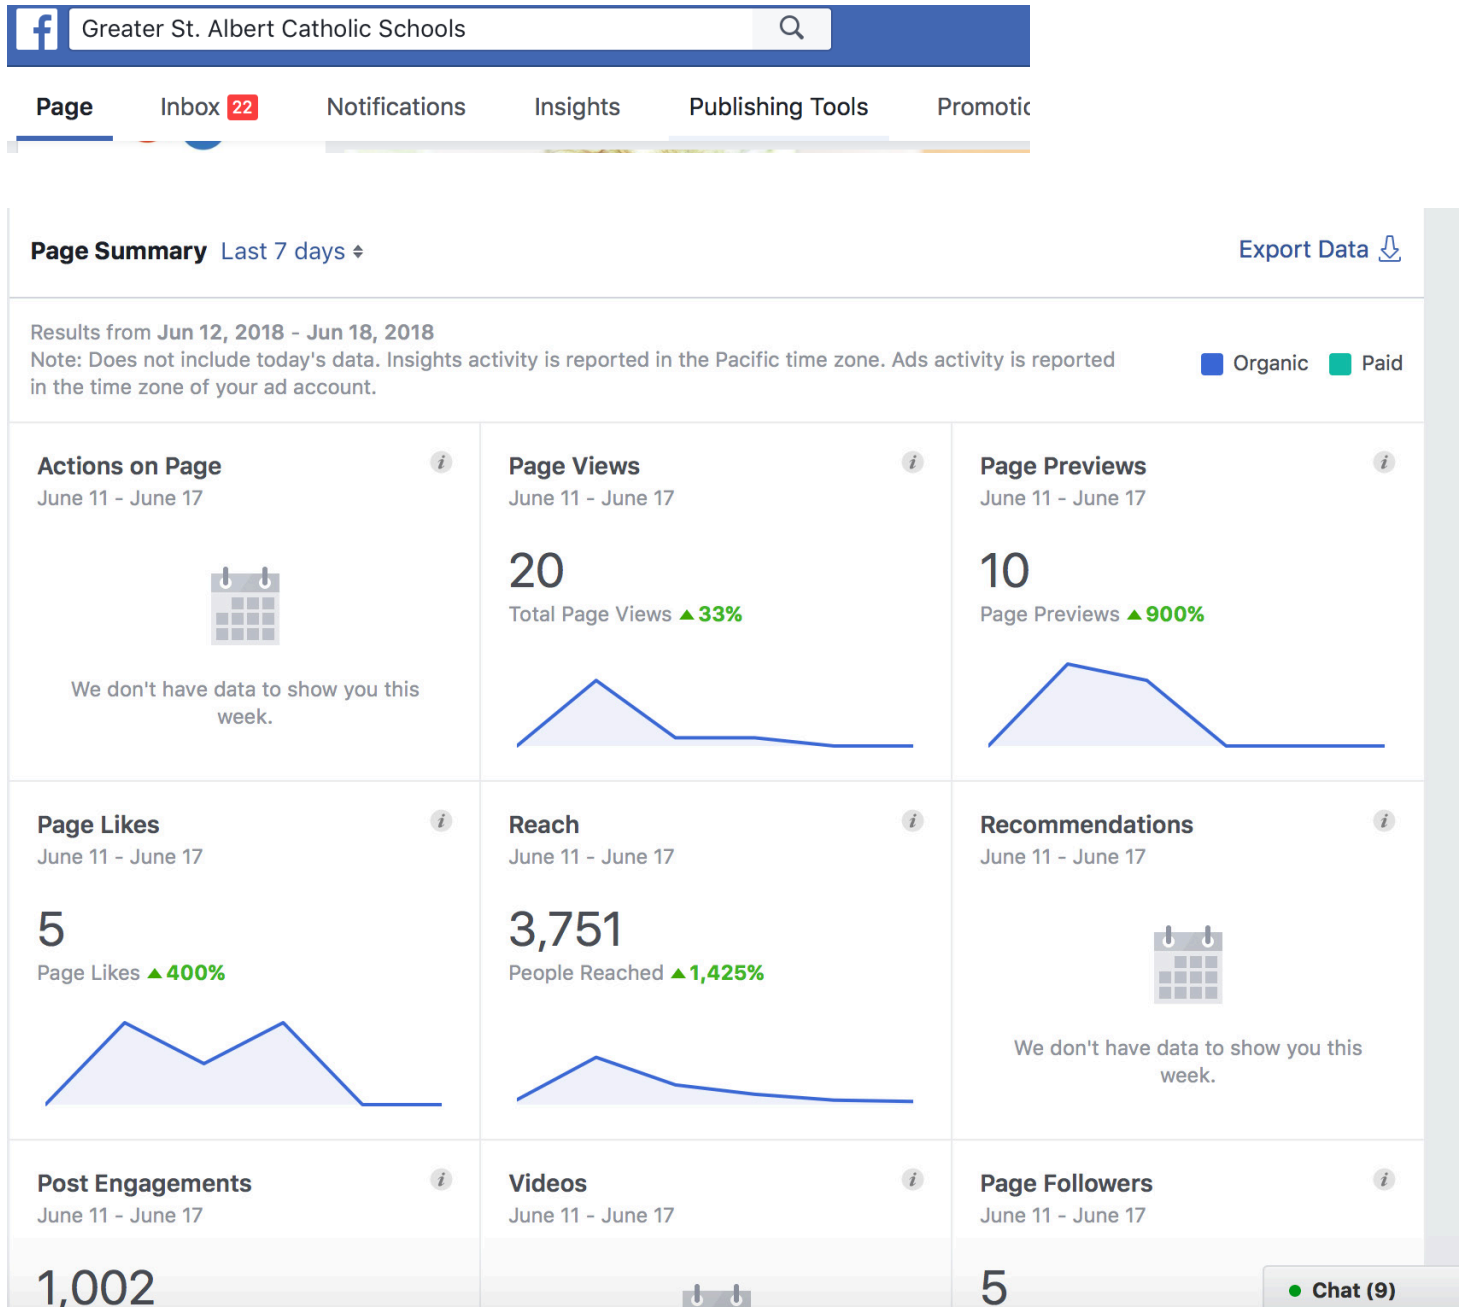 Greater St. Albert Catholic Schools
Page Inbox 22 Notifications Insights Publishing Tools
Page Summary Last 7 days Export Data
Results from Jun 12, 2018 - Jun 18, 2018
Note: Does not include today's data. Insights activity is reported in the Pacific time zone. Ads activity is reported
in the time zone of your ad account.
Organic Paid
Actions on Page
June 11 - June 17
We don't have data to show you this
week.
Page Views
June 11 - June 17
20
Total Page Views 33%
Page Previews
June 11 - June 17
10
Page Previews 900%
Page Likes
June 11 - June 17
5
Page Likes 400%
Reach
June 11 - June 17
3,751
People Reached 1,425%
Recommendations
June 11 - June 17
We don't have data to show you this
week.
Post Engagements
June 11 - June 17
1,002
Videos
June 11 - June 17
Page Followers
June 11 - June 17
5
Chat (9)